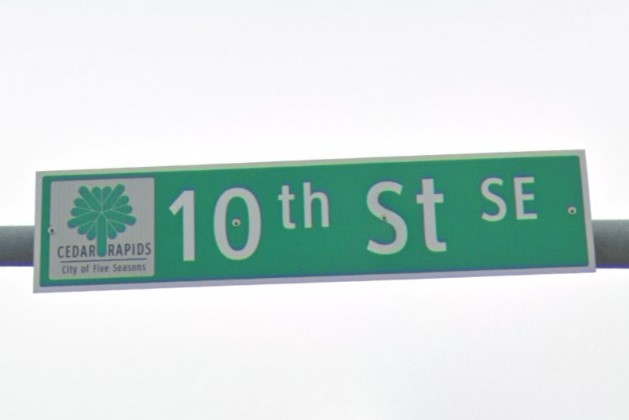 CEDAR RAPIDS
City of Five Seasons
10th St SE